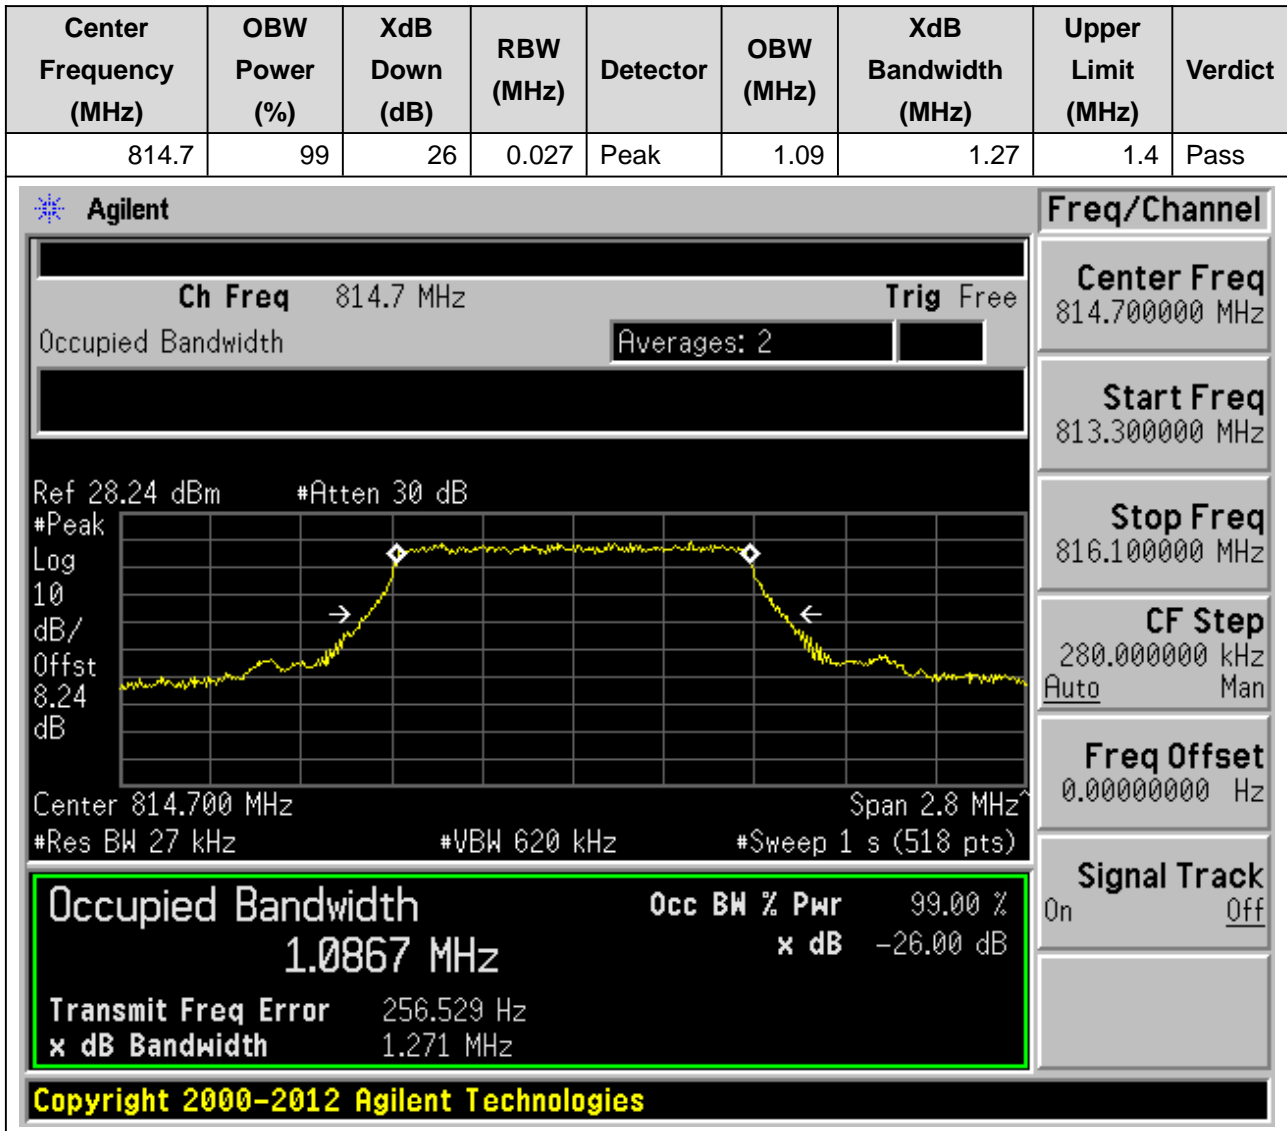 Center Frequency (MHz) OBW Power (%) XdB Down (dB) RBW (MHz) Detector OBW (MHz) XdB Bandwidth (MHz) Upper Limit (MHz) Verdict
814.7 99 26 0.027 Peak 1.09 1.27 1.4 Pass
Agilent
Freq/Channel
Ch Freq 814.7 MHz Trig Free
Occupied Bandwidth Averages: 2
Ref 28.24 dBm #Atten 30 dB
#Peak
Log
10
dB/
Offst
8.24
dB
Center 814.700 MHz Span 2.8 MHz^
#Res BW 27 kHz #VBW 620 kHz #Sweep 1 s (518 pts)
Occupied Bandwidth Occ BW % Pwr 99.00 %
1.0867 MHz x dB -26.00 dB
Transmit Freq Error 256.529 Hz
x dB Bandwidth 1.271 MHz
Center Freq
814.700000 MHz
Start Freq
813.300000 MHz
Stop Freq
816.100000 MHz
CF Step
280.000000 kHz
Auto Man
Freq Offset
0.00000000 Hz
Signal Track
On Off
Copyright 2000-2012 Agilent Technologies